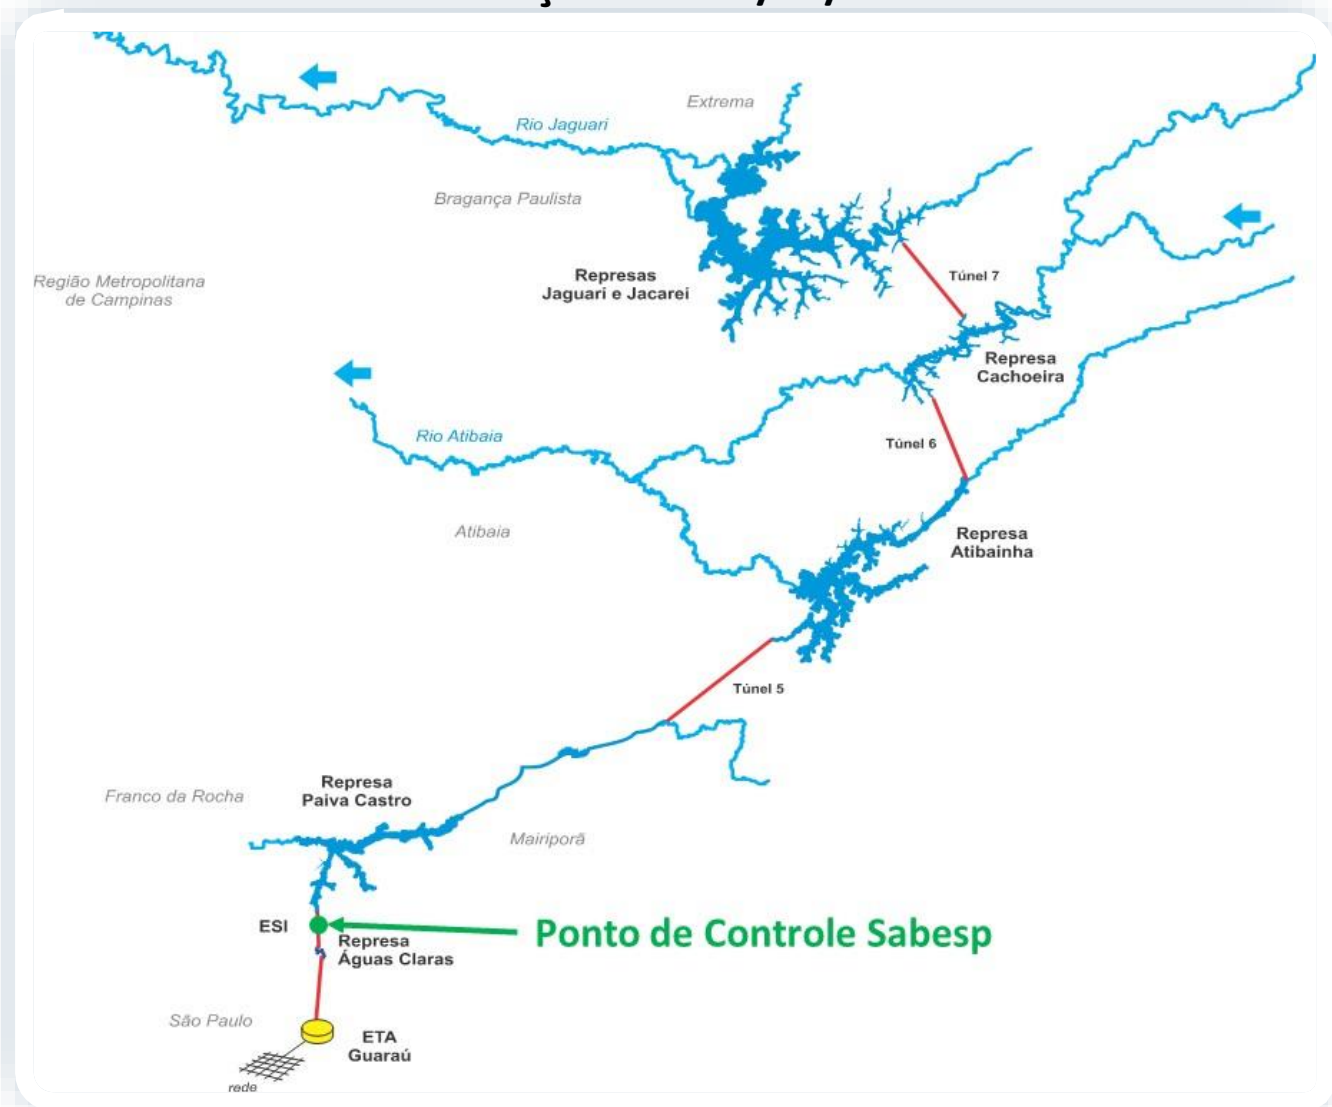 Extrema
Rio Jaguari
Bragança Paulista
Região Metropolitana
de Campinas
Represas
Jaguari e Jacareí
Túnel 7
Represa
Cachoeira
Rio Atibaia
Túnel 6
Atibaia
Represa
Atibainha
Túnel 5
Represa
Paiva Castro
Franco da Rocha
Mairiporã
ESI
Ponto de Controle Sabesp
Represa
Águas Claras
São Paulo
ETA
Guaraú
rede